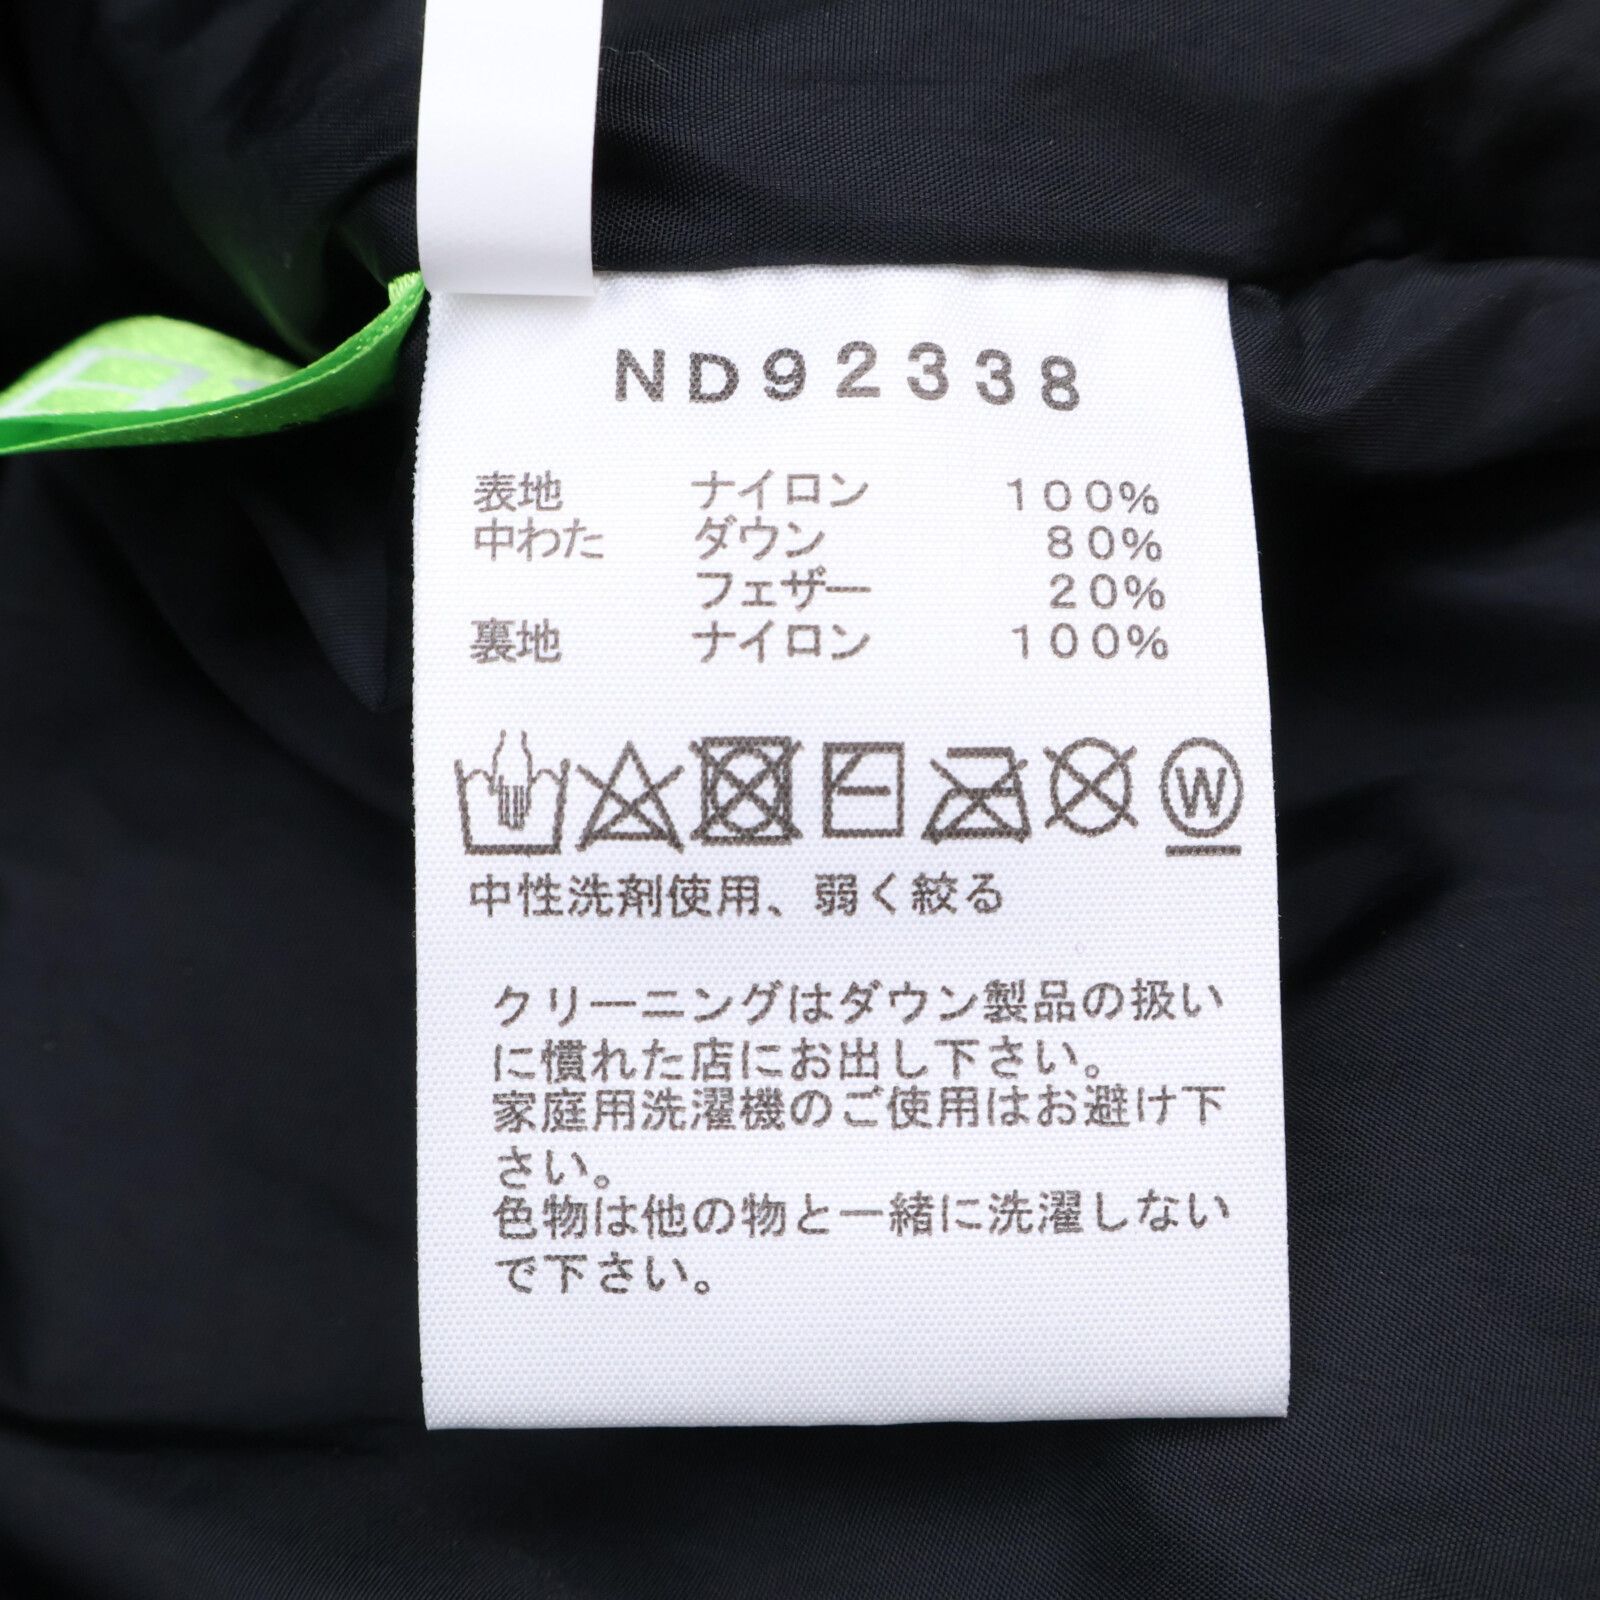 ND92338
表地 ナイロン 100%
中わた ダウン 80%
フェザー 20%
裏地 ナイロン 100%
W
中性洗剤使用、弱く絞る
クリーニングはダウン製品の扱い
に慣れた店にお出し下さい。
家庭用洗濯機のご使用はお避け下
さい。
色物は他の物と一緒に洗濯しない
で下さい。